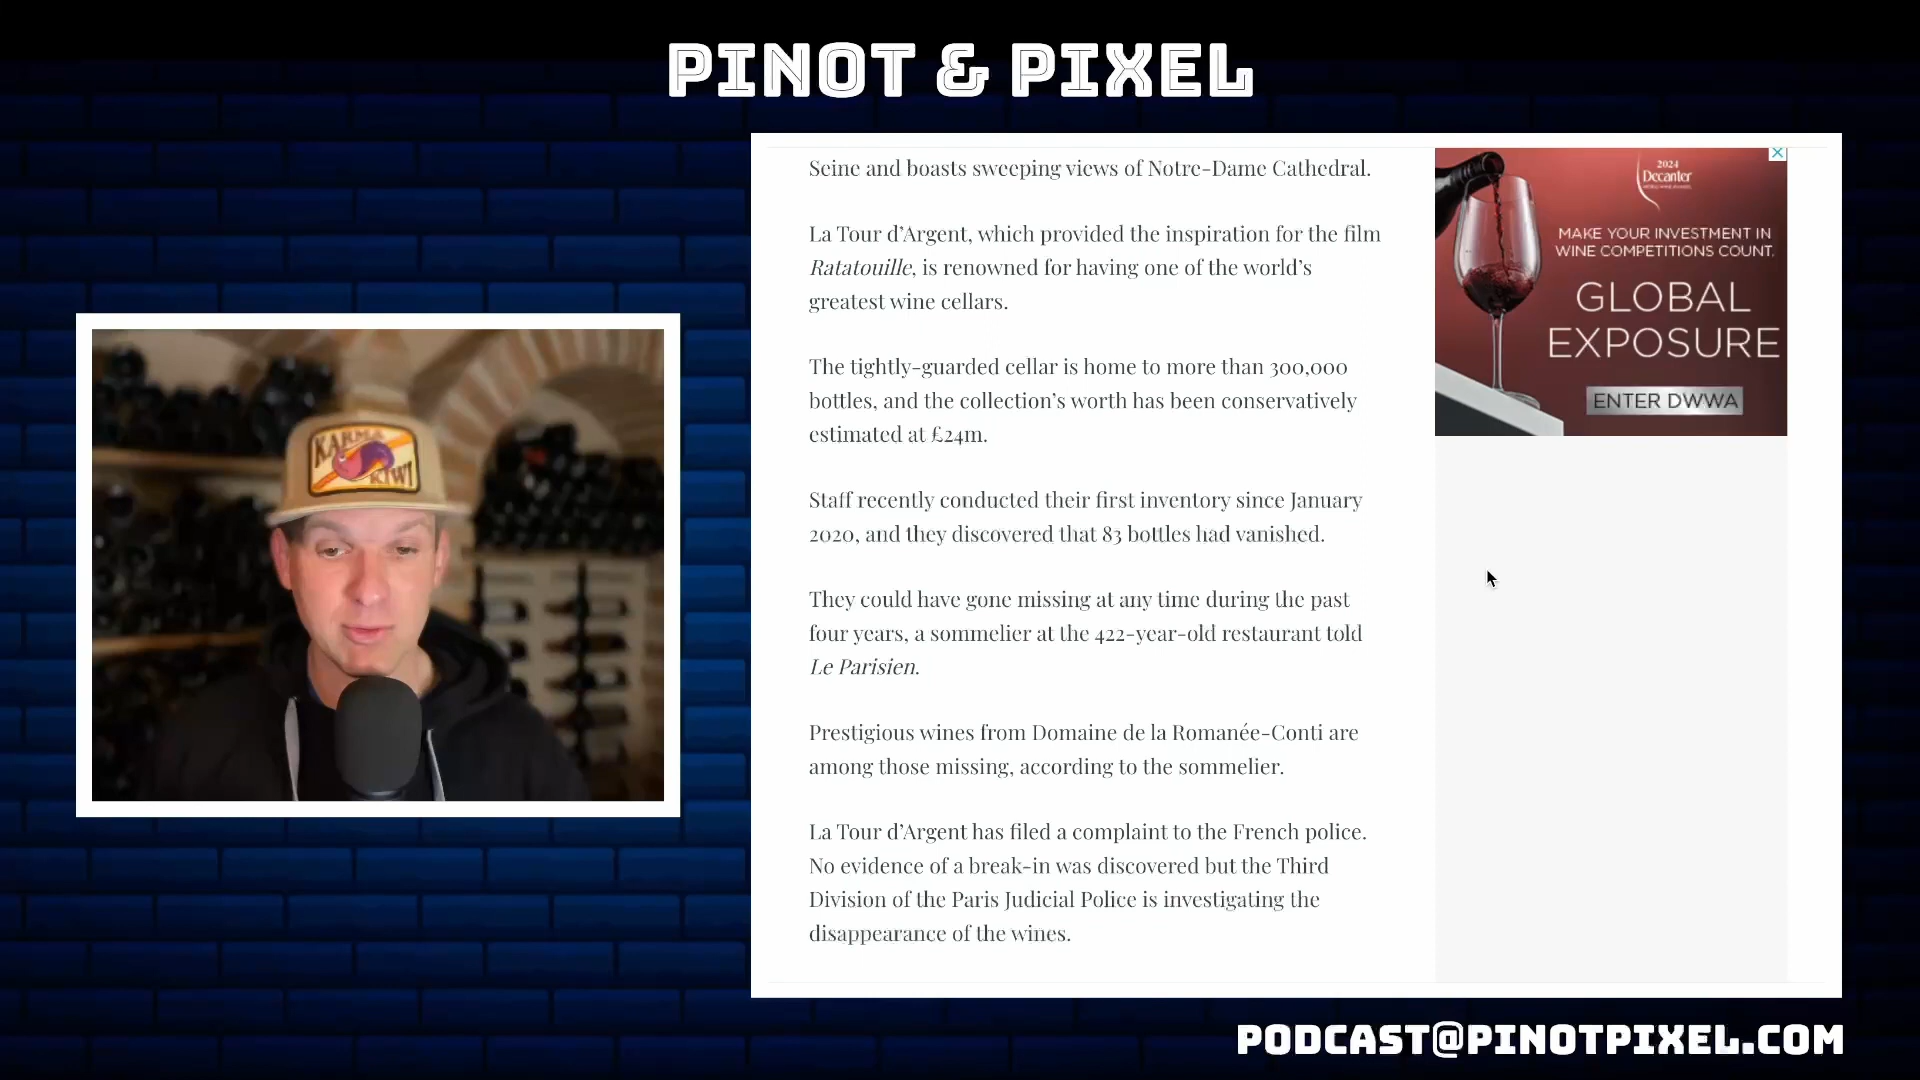 PINOT & PIXEL
Seine and boasts sweeping views of Notre-Dame Cathedral.
La Tour d’Argent, which provided the inspiration for the film
Ratatouille, is renowned for having one of the world’s
greatest wine cellars.
The tightly-guarded cellar is home to more than 300,000
bottles, and the collection’s worth has been conservatively
estimated at £24m.
Staff recently conducted their first inventory since January
2020, and they discovered that 83 bottles had vanished.
They could have gone missing at any time during the past
four years, a sommelier at the 422-year-old restaurant told
Le Parisien.
Prestigious wines from Domaine de la Romanée-Conti are
among those missing, according to the sommelier.
La Tour d’Argent has filed a complaint to the French police.
No evidence of a break-in was discovered but the Third
Division of the Paris Judicial Police is investigating the
disappearance of the wines.
2024
Decanter
WORLD WINE AWARDS
MAKE YOUR INVESTMENT IN
WINE COMPETITIONS COUNT.
GLOBAL
EXPOSURE
ENTER DWWA
KARMA
KIWI
PODCAST@PINOTPIXEL.COM